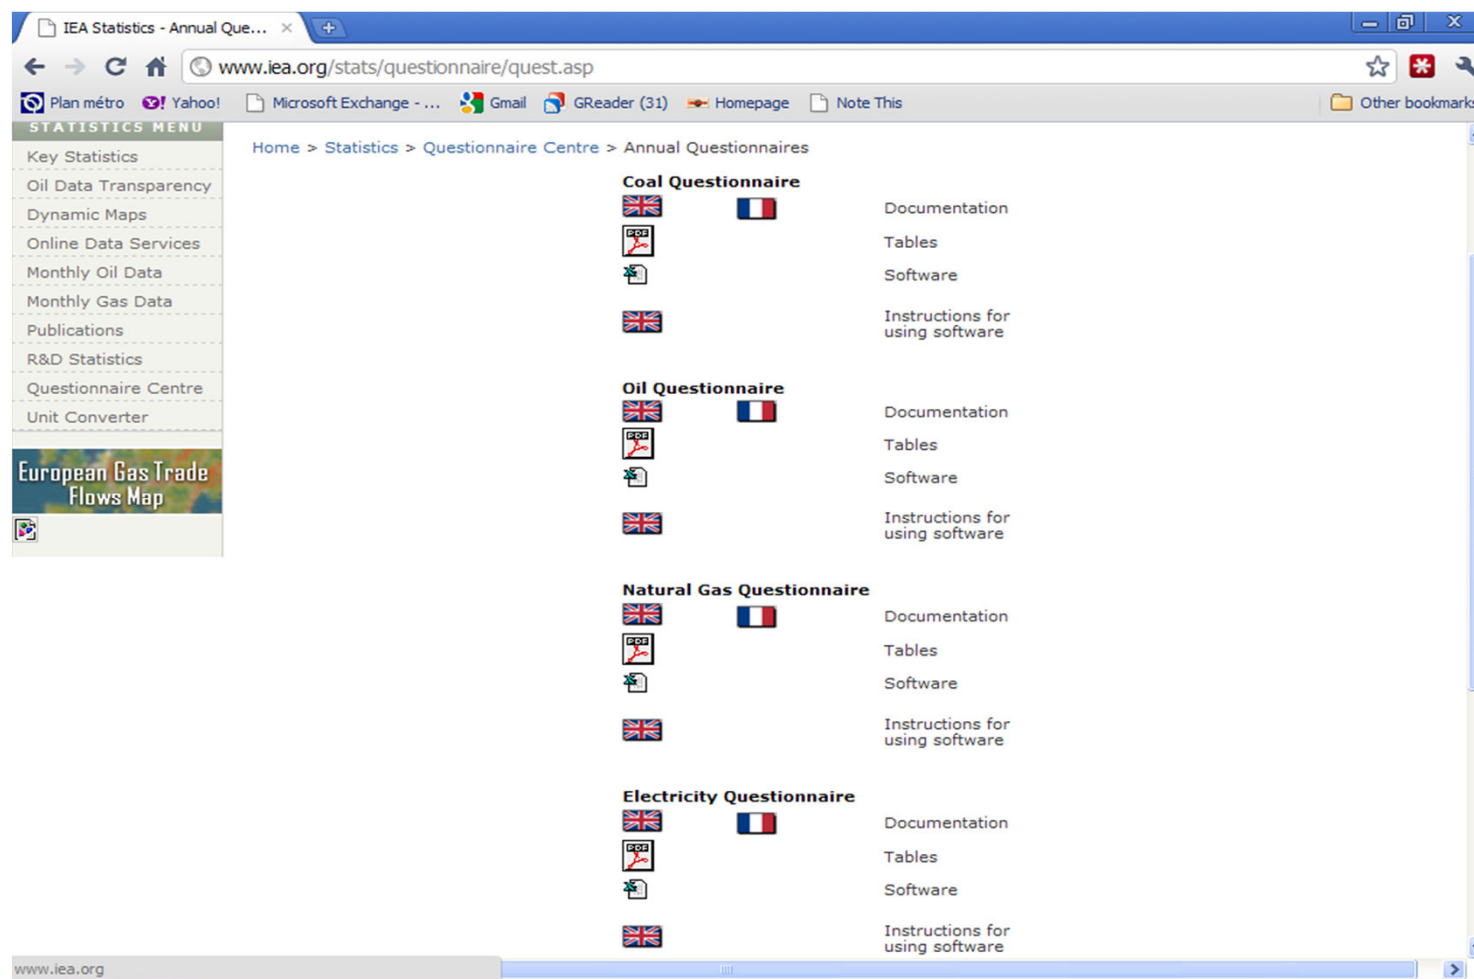 IEA Statistics - Annual Que...
www.iea.org/stats/questionnaire/quest.asp
Plan métro Yahoo! Microsoft Exchange - ... Gmail GReader (31) Homepage Note This Other bookmarks
STATISTICS MENU
Key Statistics
Oil Data Transparency
Dynamic Maps
Online Data Services
Monthly Oil Data
Monthly Gas Data
Publications
R&D Statistics
Questionnaire Centre
Unit Converter
European Gas Trade
Flows Map
Home > Statistics > Questionnaire Centre > Annual Questionnaires
Coal Questionnaire
Documentation
PDF
Tables
Software
Instructions for
using software
Oil Questionnaire
Documentation
PDF
Tables
Software
Instructions for
using software
Natural Gas Questionnaire
Documentation
PDF
Tables
Software
Instructions for
using software
Electricity Questionnaire
Documentation
PDF
Tables
Software
Instructions for
using software
www.iea.org